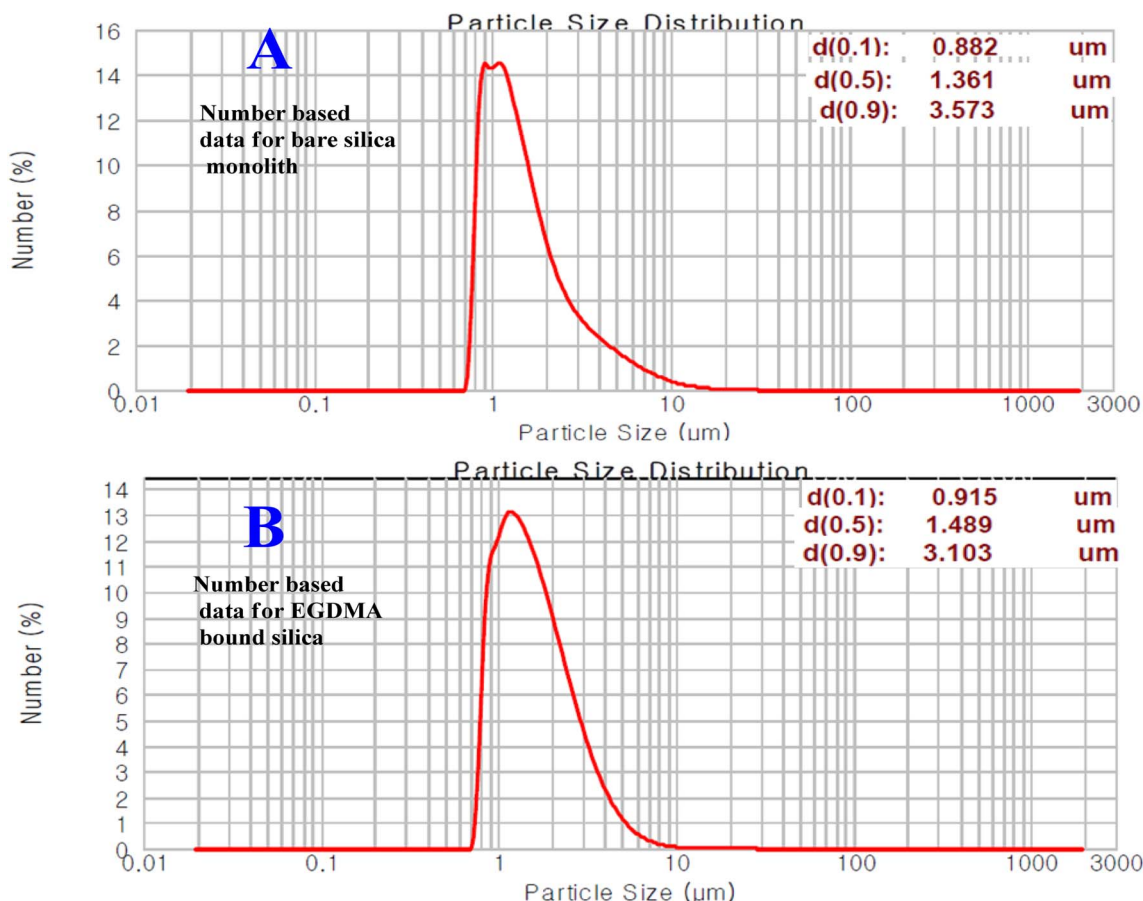 Particle Size Distribution
A
Number based
data for bare silica
monolith
d(0.1): 0.882 um
d(0.5): 1.361 um
d(0.9): 3.573 um
Number (%)
16
14
12
10
8
6
4
2
0
0.01 0.1 1 10 100 1000 3000
Particle Size (µm)
Particle Size Distribution
B
Number based
data for EGDMA
bound silica
d(0.1): 0.915 um
d(0.5): 1.489 um
d(0.9): 3.103 um
Number (%)
14
13
12
11
10
9
8
7
6
5
4
3
2
1
0
0.01 0.1 1 10 100 1000 3000
Particle Size (µm)